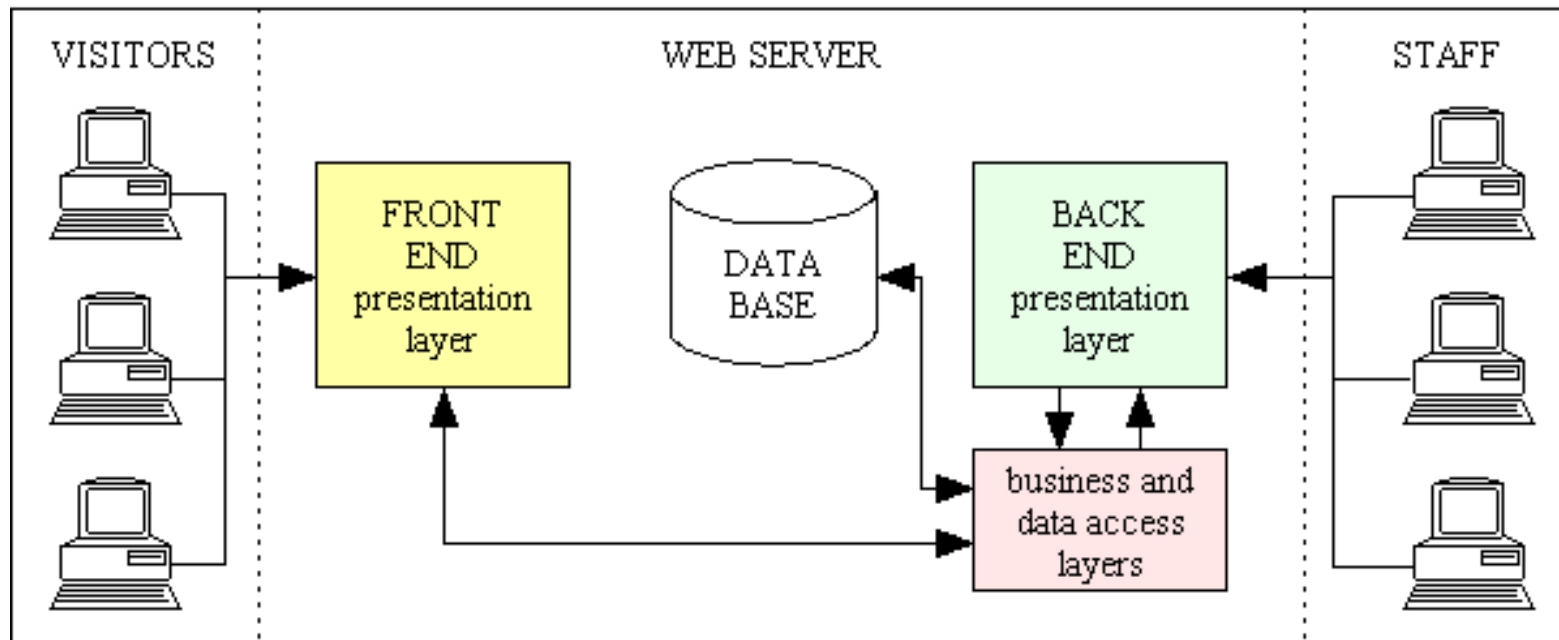 VISITORS
WEB SERVER
STAFF
FRONT
END
presentation
layer
DATA
BASE
BACK
END
presentation
layer
business and
data access
layers